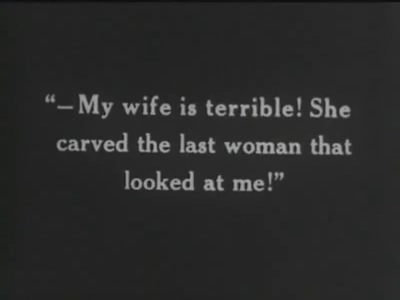 “—My wife is terrible! She
carved the last woman that
looked at me!”